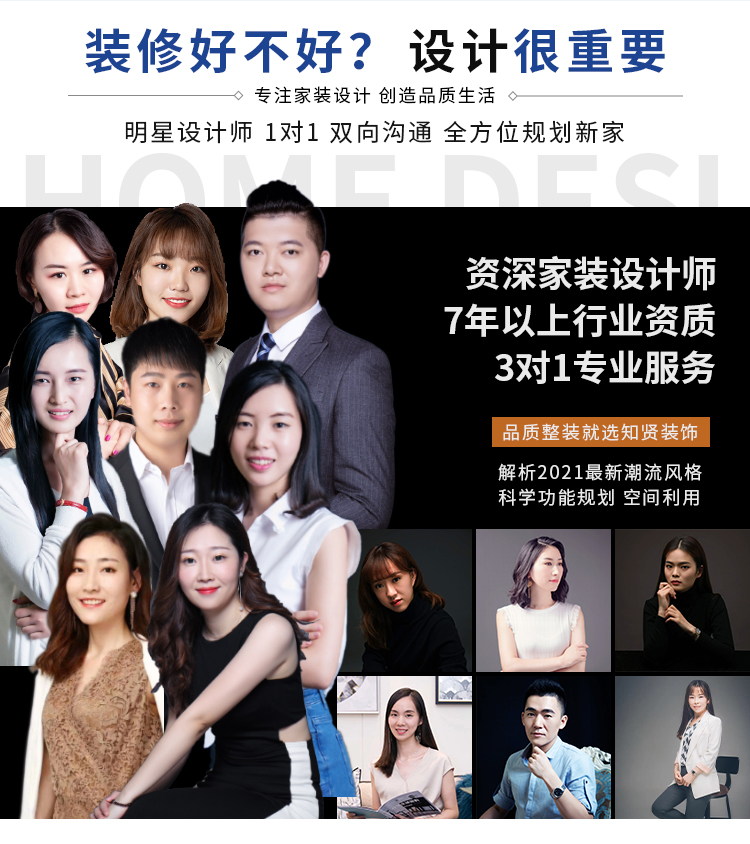 装修好不好? 设计很重要
专注家装设计 创造品质生活
明星设计师 1对1 双向沟通 全方位规划新家
HOME DESI
资深家装设计师
7年以上行业资质
3对1专业服务
品质整装就选知贤装饰
解析2021最新潮流风格
科学功能规划 空间利用